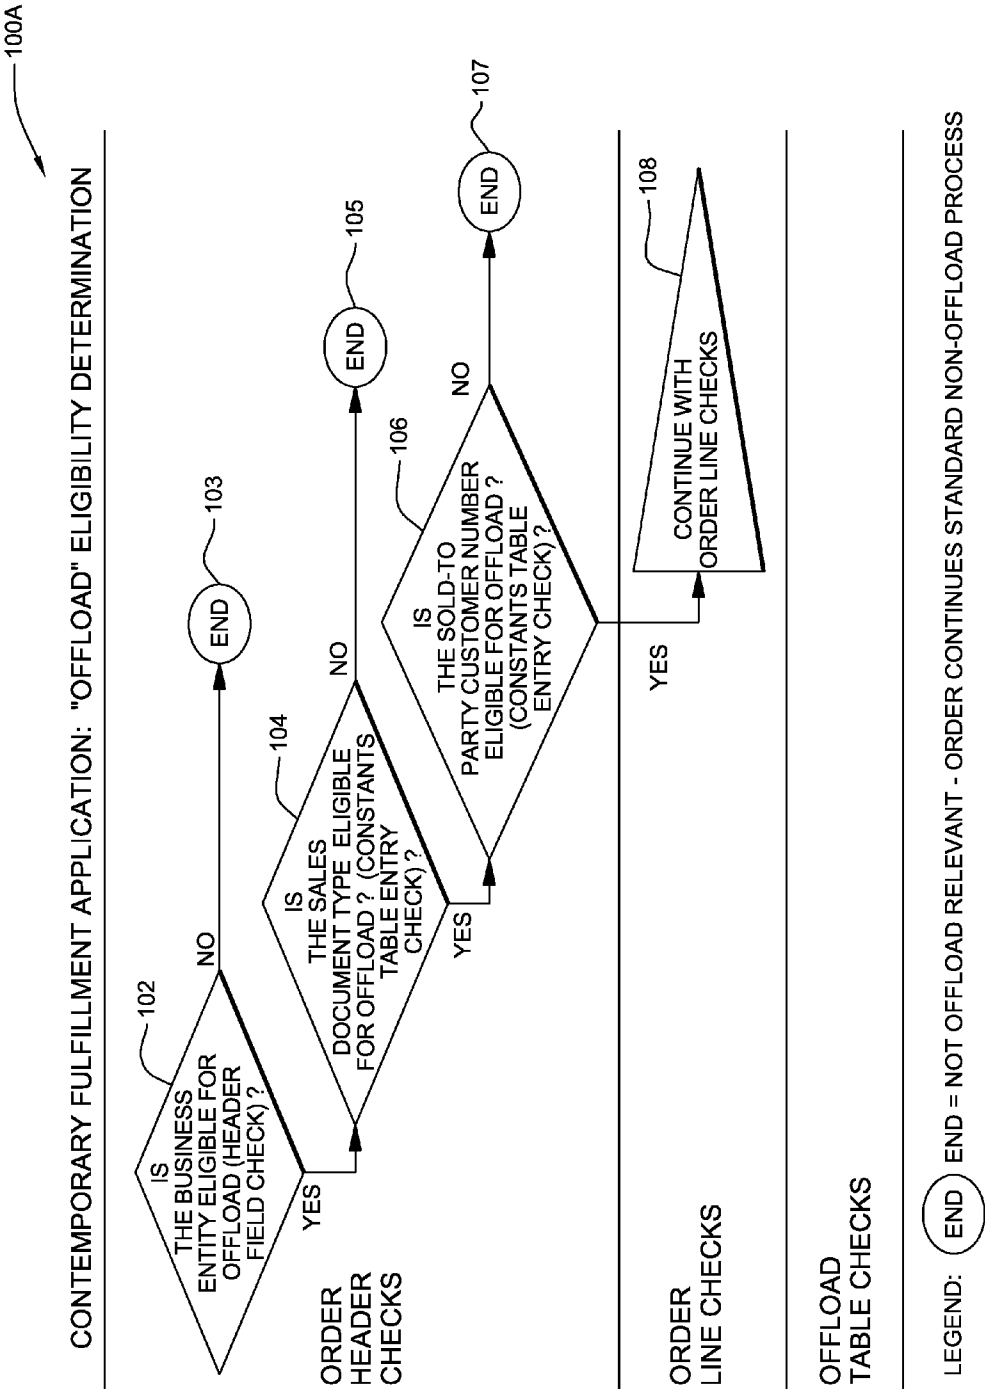 100A
CONTEMPORARY FULFILLMENT APPLICATION: "OFFLOAD" ELIGIBILITY DETERMINATION
ORDER
HEADER
CHECKS
102
IS
THE BUSINESS
ENTITY ELIGIBLE FOR
OFFLOAD (HEADER
FIELD CHECK) ?
NO
YES
103
END
104
IS
THE SALES
DOCUMENT TYPE ELIGIBLE
FOR OFFLOAD ? (CONSTANTS
TABLE ENTRY
CHECK) ?
NO
YES
105
END
106
IS
THE SOLD-TO
PARTY CUSTOMER NUMBER
ELIGIBLE FOR OFFLOAD ?
(CONSTANTS TABLE
ENTRY CHECK) ?
NO
YES
107
END
ORDER
LINE CHECKS
108
CONTINUE WITH
ORDER LINE CHECKS
OFFLOAD
TABLE CHECKS
LEGEND: END END = NOT OFFLOAD RELEVANT - ORDER CONTINUES STANDARD NON-OFFLOAD PROCESS